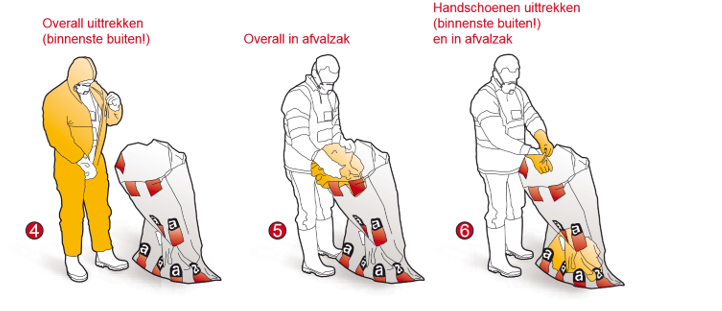 Overall uittrekken
(binnenste buiten!)
Overall in afvalzak
Handschoenen uittrekken
(binnenste buiten!)
en in afvalzak
4
5
6
a
a
a
a
a
a
a
a
a
a
a
a